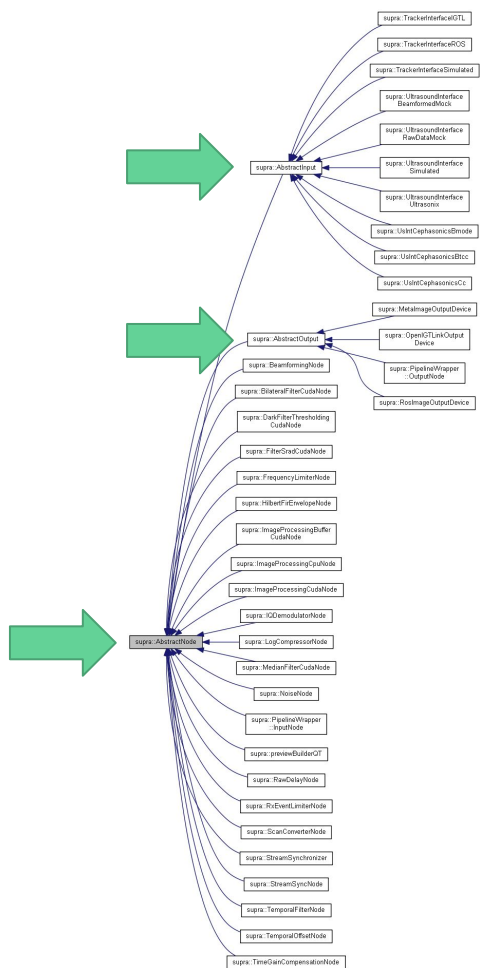 supra::TrackerInterfaceIGTL
supra::TrackerInterfaceROS
supra::TrackerInterfaceSimulated
supra::UltrasoundInterface
BeamformedMock
supra::UltrasoundInterface
RawDataMock
supra::AbstractInput
supra::UltrasoundInterface
Simulated
supra::UltrasoundInterface
Ultrasonix
supra::UsIntCephasonicsBmode
supra::UsIntCephasonicsBtcc
supra::UsIntCephasonicsCc
supra::MetaImageOutputDevice
supra::AbstractOutput
supra::OpenIGTLinkOutput
Device
supra::PipelineWrapper
::OutputNode
supra::RosImageOutputDevice
supra::BeamformingNode
supra::BilateralFilterCudaNode
supra::DarkFilterThresholding
CudaNode
supra::FilterSradCudaNode
supra::FrequencyLimiterNode
supra::HilbertFirEnvelopeNode
supra::ImageProcessingBuffer
CudaNode
supra::ImageProcessingCpuNode
supra::ImageProcessingCudaNode
supra::IQDemodulatorNode
supra::AbstractNode
supra::LogCompressorNode
supra::MedianFilterCudaNode
supra::NoiseNode
supra::PipelineWrapper
::InputNode
supra::previewBuilderQT
supra::RawDelayNode
supra::RxEventLimiterNode
supra::ScanConverterNode
supra::StreamSynchronizer
supra::StreamSyncNode
supra::TemporalFilterNode
supra::TemporalOffsetNode
supra::TimeGainCompensationNode